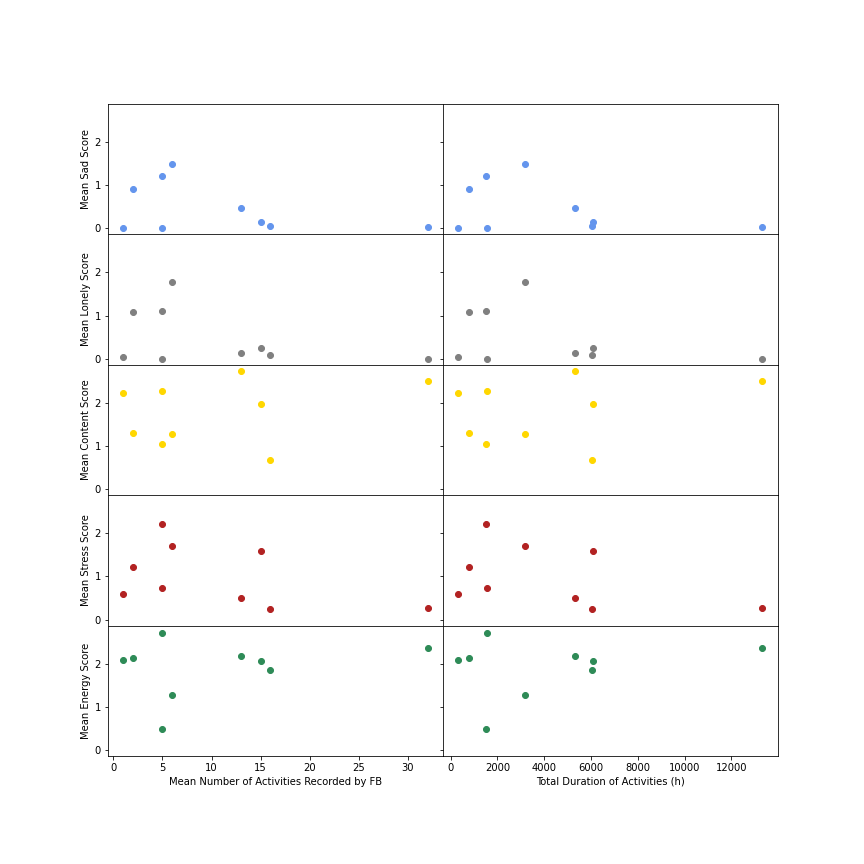 Mean Sad Score
2
1
0
Mean Lonely Score
2
1
0
Mean Content Score
2
1
0
Mean Stress Score
2
1
0
Mean Energy Score
2
1
0
0 5 10 15 20 25 30
0 2000 4000 6000 8000 10000 12000
Mean Number of Activities Recorded by FB
Total Duration of Activities (h)